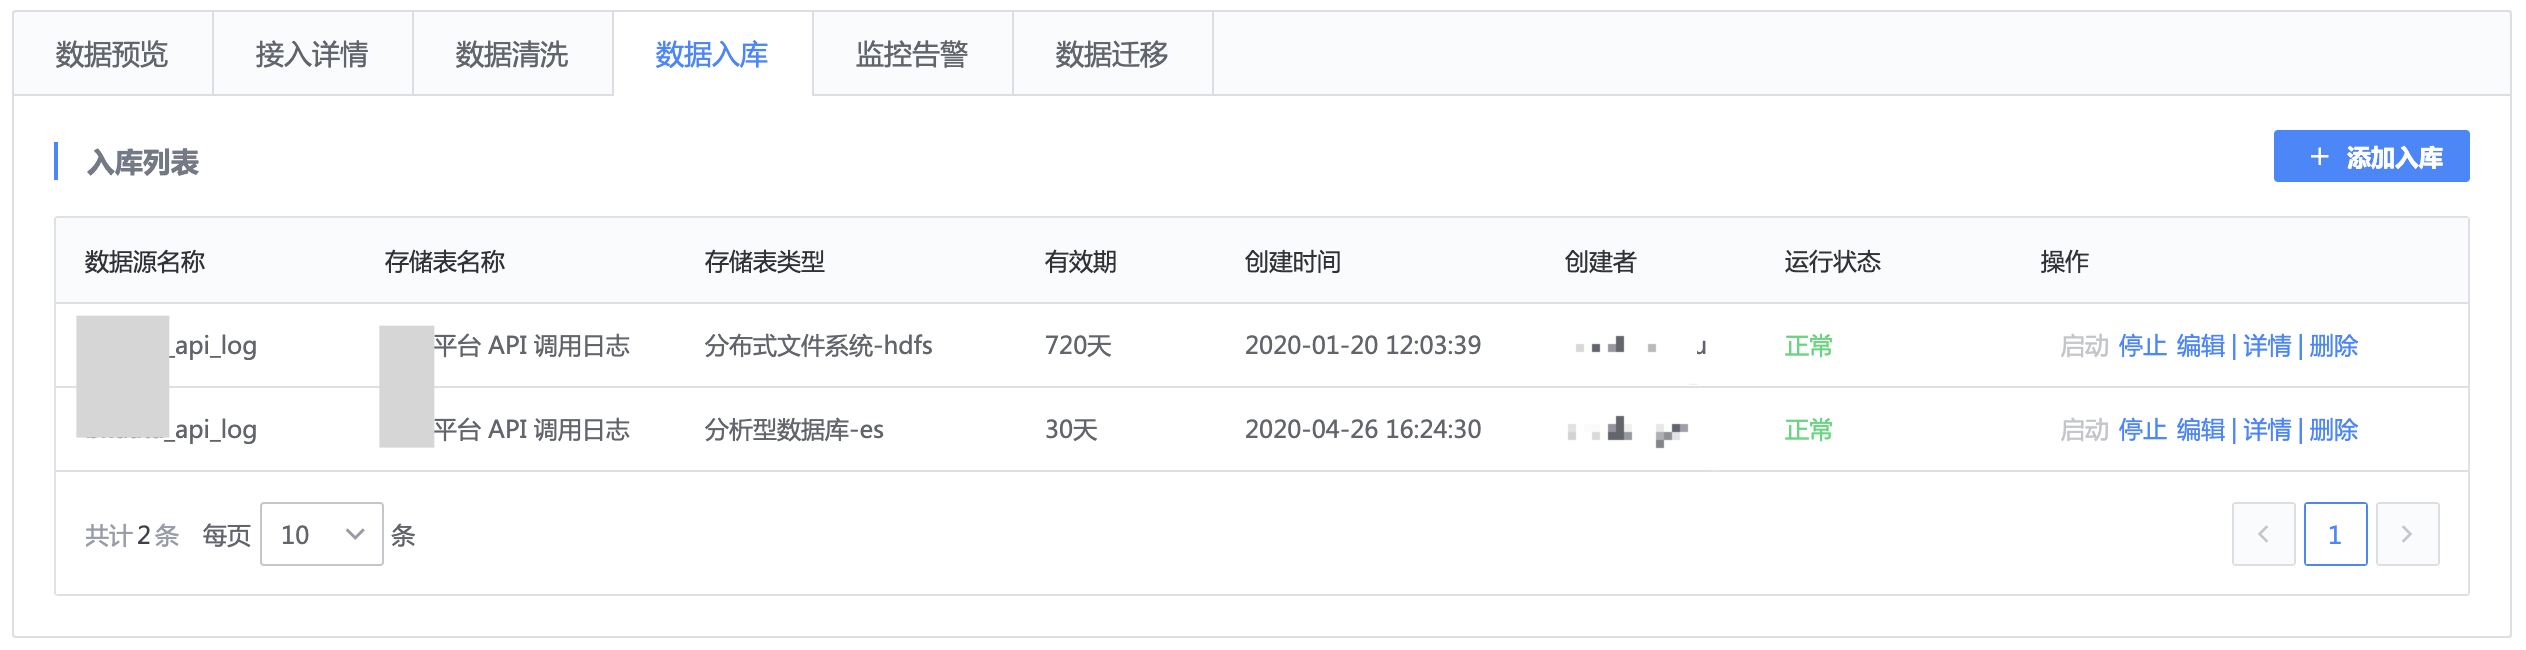 数据预览 接入详情 数据清洗 数据入库 监控告警 数据迁移
入库列表
+ 添加入库
数据源名称 存储表名称 存储表类型 有效期 创建时间 创建者 运行状态 操作
_api_log 平台 API 调用日志 分布式文件系统-hdfs 720天 2020-01-20 12:03:39 正常 启动 停止 编辑 | 详情 | 删除
_api_log 平台 API 调用日志 分析型数据库-es 30天 2020-04-26 16:24:30 正常 启动 停止 编辑 | 详情 | 删除
共计 2 条 每页 10 条 1